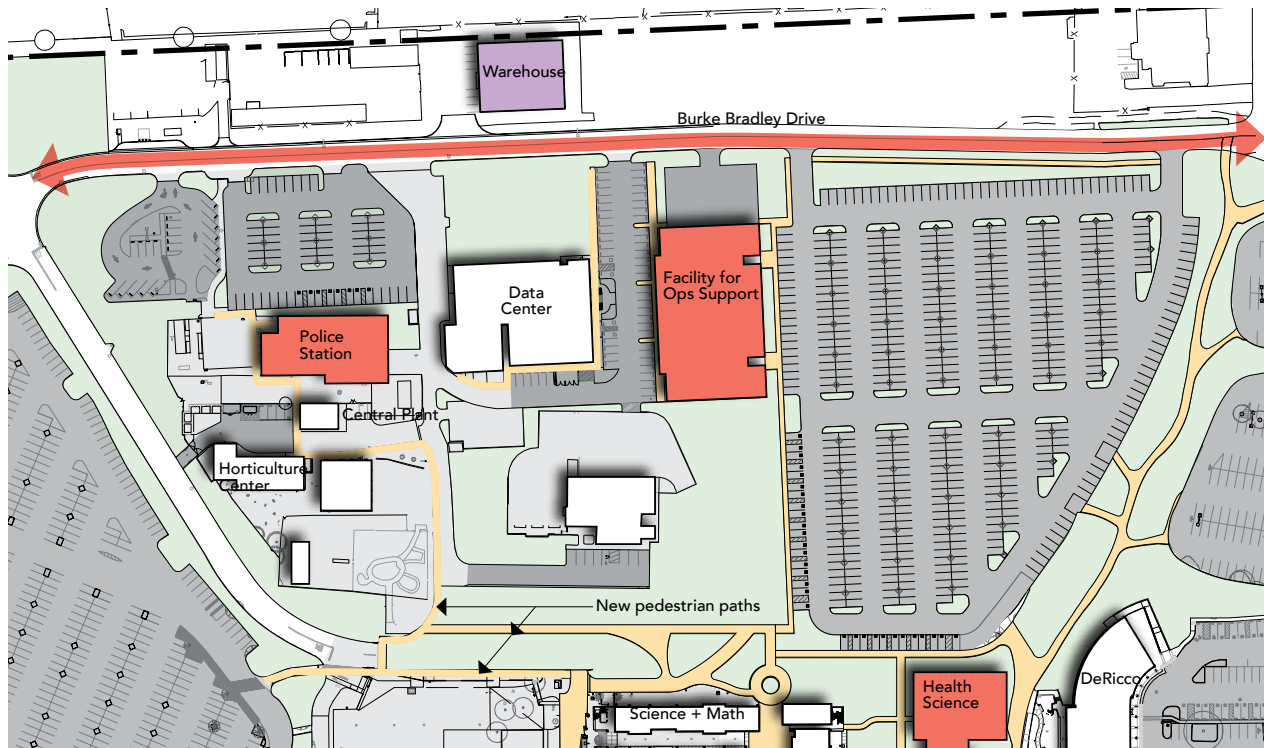 Warehouse
Burke Bradley Drive
Facility for
Ops Support
Data
Center
Police
Station
Central Plant
Horticulture
Center
New pedestrian paths
DeRicco
Health
Science
Science + Math